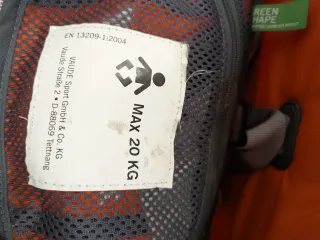 EN 13209-1:2004
MAX 20 KG
VAUDE Sport GmbH & Co. KG
Vaude Straße 2 • D-88069 Tettnang
GREEN
SHAPE